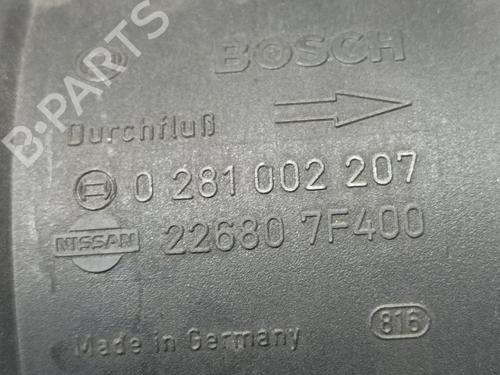 B-PARTS
BOSCH
Durchfluß
0 281 002 207
NISSAN 22680 7F400
Made in Germany 816